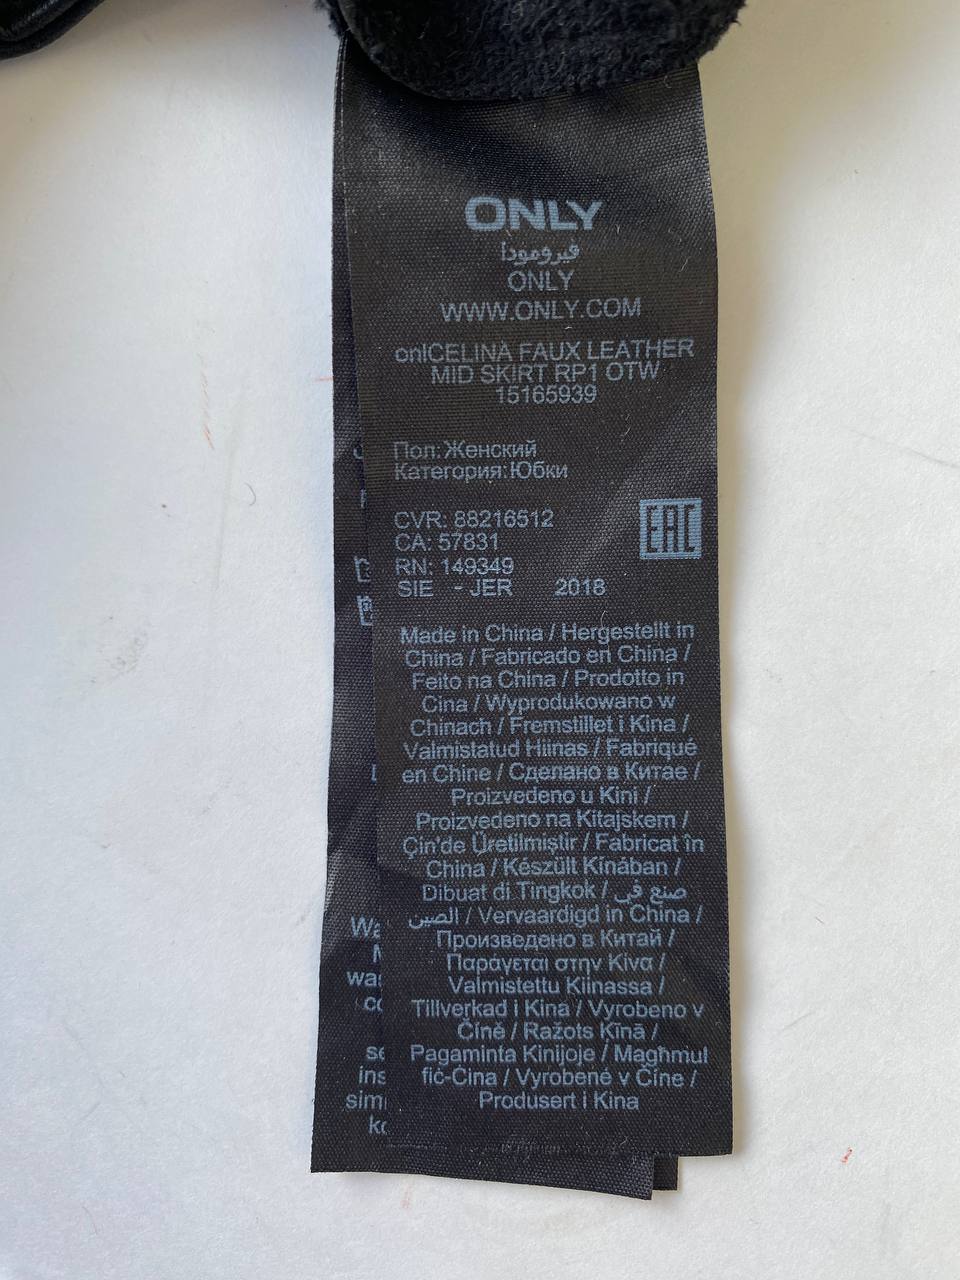 ONLY
فيرومودا
ONLY
WWW.ONLY.COM
onlCELINA FAUX LEATHER
MID SKIRT RP1 OTW
15165939
Пол: Женский
Категория: Юбки
CVR: 88216512
CA: 57831
RN: 149349
SIE - JER 2018
EAC
Made in China / Hergestellt in
China / Fabricado en China /
Feito na China / Prodotto in
Cina / Wyprodukowano w
Chinach / Fremstillet i Kina /
Valmistatud Hiinas / Fabriqué
en Chine / Сделано в Китае /
Proizvedeno u Kini /
Proizvedeno na Kitajskem /
Çin'de Üretilmiştir / Fabricat în
China / Készült Kínában /
Dibuat di Tingkok / صنع في
الصين / Vervaardigd in China /
Произведено в Китай /
Παράγεται στην Κίνα /
Valmistettu Kiinassa /
Tillverkad i Kina / Vyrobeno v
Číně / Ražots Ķīnā /
Pagaminta Kinijoje / Magħmul
fiċ-Ċina / Vyrobené v Číne /
Produsert i Kina